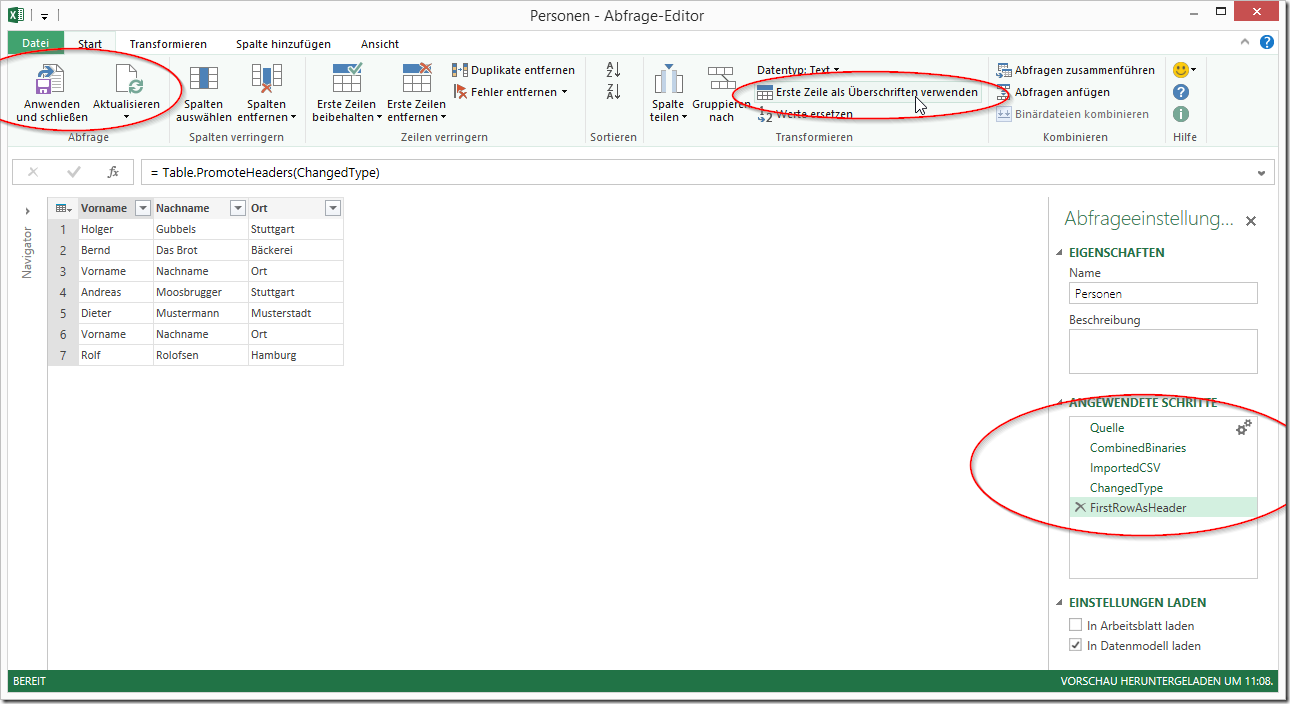 Personen - Abfrage-Editor
Datei Start Transformieren Spalte hinzufügen Ansicht
Anwenden und schließen
Aktualisieren
Abfrage
Spalten auswählen
Spalten entfernen
Spalten verringern
Erste Zeilen beibehalten
Erste Zeilen entfernen
Duplikate entfernen
Fehler entfernen
Zeilen verringern
A Z
Z A
Sortieren
Spalte teilen
Gruppieren nach
Datentyp: Text
Erste Zeile als Überschriften verwenden
1 2 Werte ersetzen
Transformieren
Abfragen zusammenführen
Abfragen anfügen
Binärdateien kombinieren
Kombinieren
Hilfe
fx = Table.PromoteHeaders(ChangedType)
Navigator
Vorname Nachname Ort
1 Holger Gubbels Stuttgart
2 Bernd Das Brot Bäckerei
3 Vorname Nachname Ort
4 Andreas Moosbrugger Stuttgart
5 Dieter Mustermann Musterstadt
6 Vorname Nachname Ort
7 Rolf Rolofsen Hamburg
Abfrageeinstellung...
EIGENSCHAFTEN
Name
Personen
Beschreibung
ANGEWENDETE SCHRITTE
Quelle
CombinedBinaries
ImportedCSV
ChangedType
FirstRowAsHeader
EINSTELLUNGEN LADEN
In Arbeitsblatt laden
In Datenmodell laden
BEREIT
VORSCHAU HERUNTERGELADEN UM 11:08.